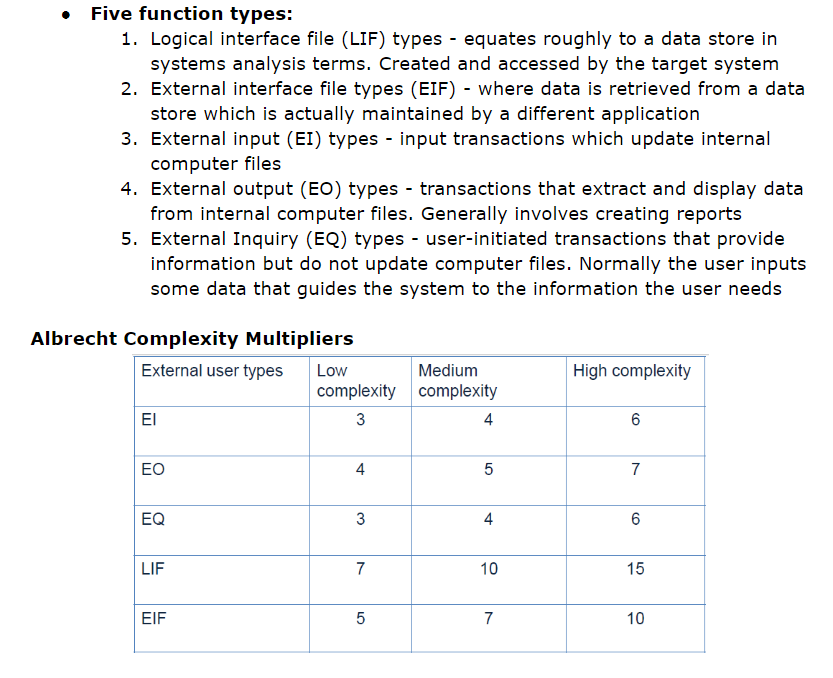 • Five function types:
1. Logical interface file (LIF) types - equates roughly to a data store in
systems analysis terms. Created and accessed by the target system
2. External interface file types (EIF) - where data is retrieved from a data
store which is actually maintained by a different application
3. External input (EI) types - input transactions which update internal
computer files
4. External output (EO) types - transactions that extract and display data
from internal computer files. Generally involves creating reports
5. External Inquiry (EQ) types - user-initiated transactions that provide
information but do not update computer files. Normally the user inputs
some data that guides the system to the information the user needs
Albrecht Complexity Multipliers
External user types Low complexity Medium complexity High complexity
EI 3 4 6
EO 4 5 7
EQ 3 4 6
LIF 7 10 15
EIF 5 7 10